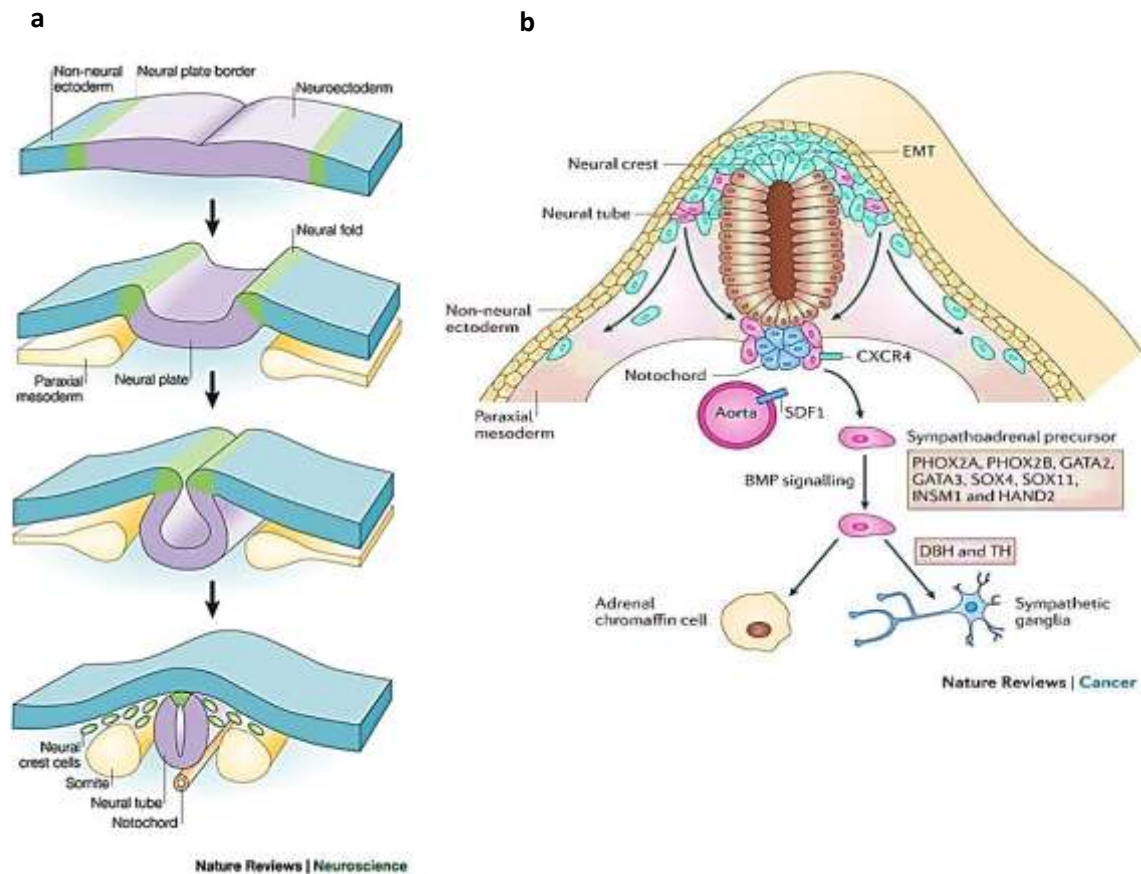 a
Non-neural
ectoderm
Neural plate border
Neuroectoderm
Neural fold
Paraxial
mesoderm
Neural plate
Neural
crest cells
Somite
Neural tube
Notochord
Nature Reviews | Neuroscience
b
Neural crest
EMT
Neural tube
Non-neural
ectoderm
CXCR4
Notochord
Paraxial
mesoderm
Aorta
SDF1
Sympathoadrenal precursor
PHOX2A, PHOX2B, GATA2,
GATA3, SOX4, SOX11,
INSM1 and HAND2
BMP signalling
DBH and TH
Adrenal
chromaffin cell
Sympathetic
ganglia
Nature Reviews | Cancer